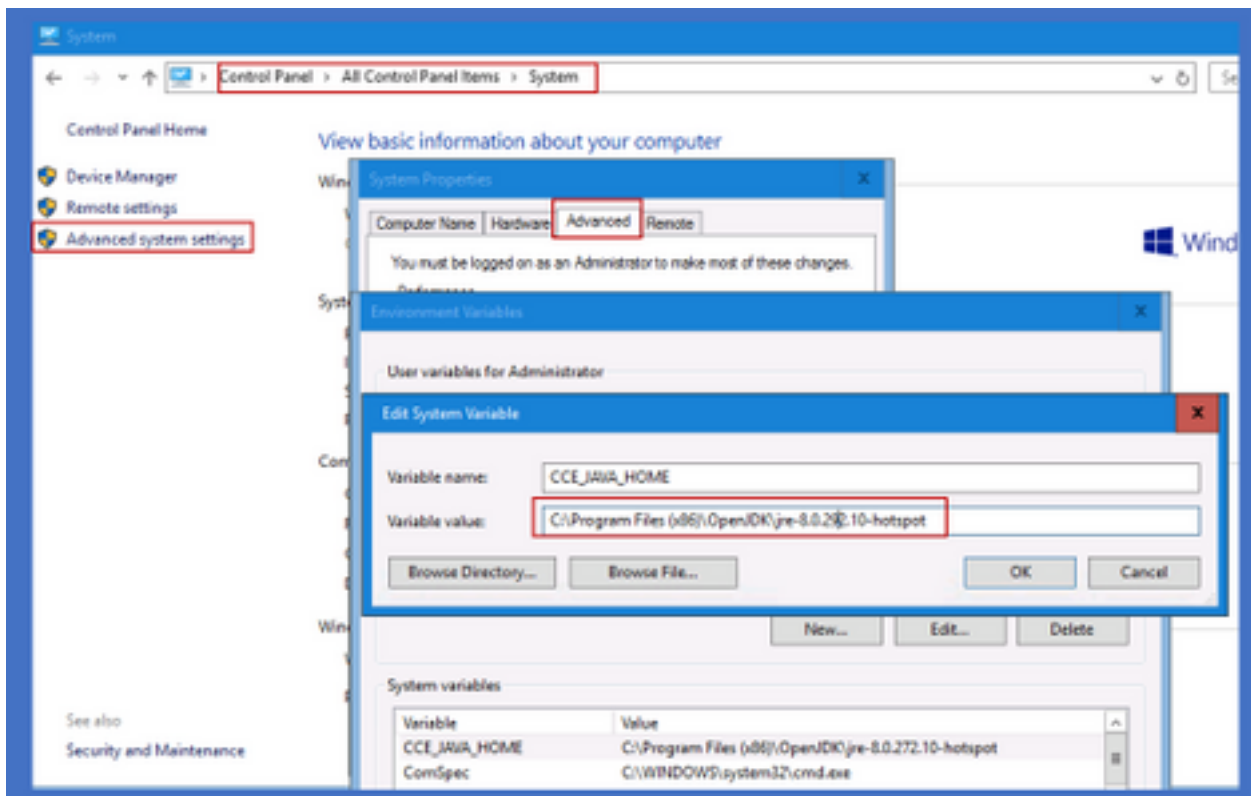 System
Control Panel > All Control Panel Items > System
Control Panel Home
Device Manager
Remote settings
Advanced system settings
See also
Security and Maintenance
View basic information about your computer
Wind
System Properties
Computer Name Hardware Advanced Remote
You must be logged on as an Administrator to make most of these changes.
Performance
Environment Variables
User variables for Administrator
Edit System Variable
Variable name: CCE_JAVA_HOME
Variable value: C:\Program Files (x86)\OpenJDK\jre-8.0.292.10-hotspot
Browse Directory... Browse File... OK Cancel
New... Edit... Delete
System variables
Variable Value
CCE_JAVA_HOME C:\Program Files (x86)\OpenJDK\jre-8.0.272.10-hotspot
ComSpec C:\WINDOWS\system32\cmd.exe